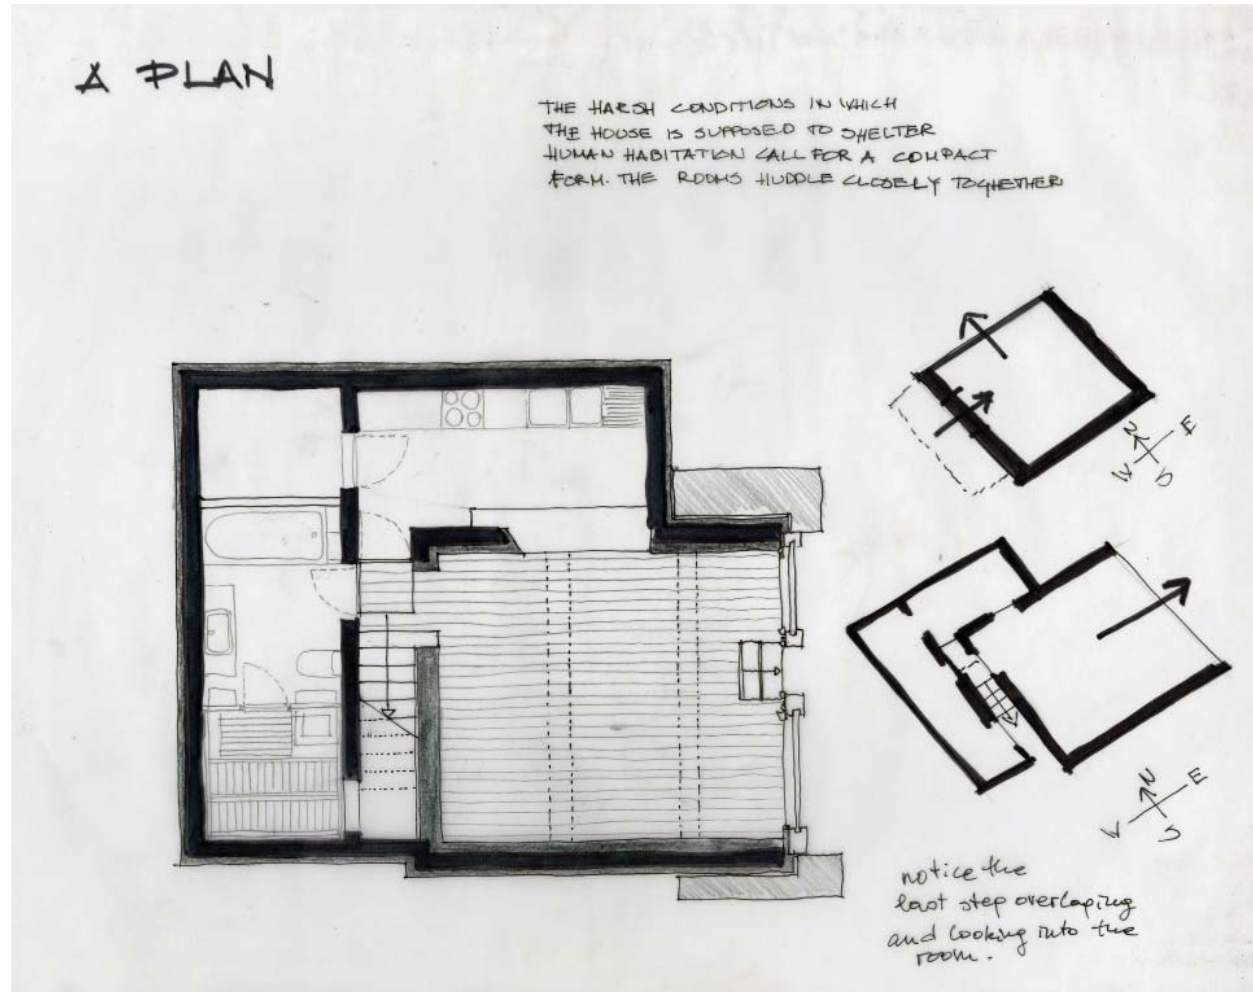 A PLAN
THE HARSH CONDITIONS IN WHICH
THE HOUSE IS SUPPOSED TO SHELTER
HUMAN HABITATION CALL FOR A COMPACT
FORM. THE ROOMS HUDDLE CLOSELY TOGHETHER
N E
W S
N E
W S
notice the
last step overlaping
and looking into the
room.